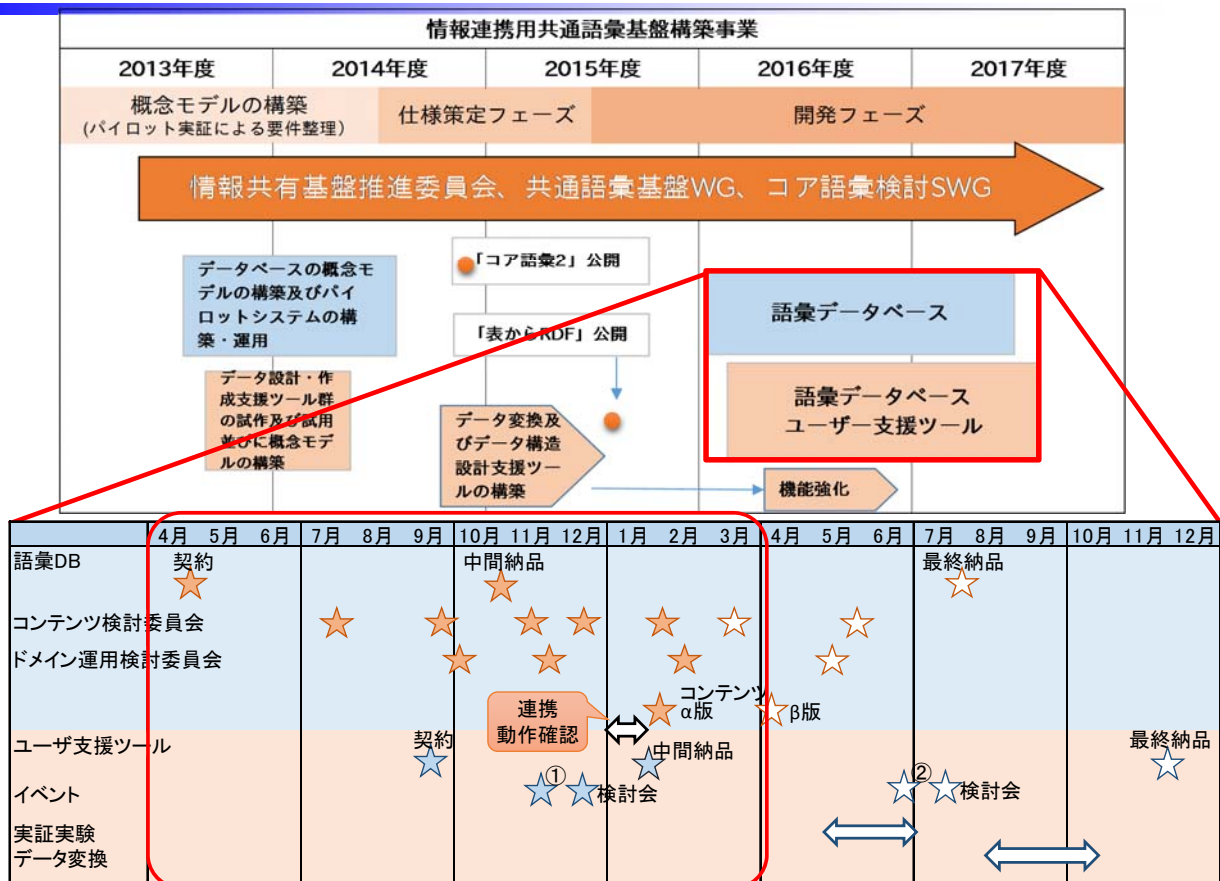 情報連携用共通語彙基盤構築事業
2013年度 2014年度 2015年度 2016年度 2017年度
概念モデルの構築
(パイロット実証による要件整理)
仕様策定フェーズ
開発フェーズ
情報共有基盤推進委員会、共通語彙基盤WG、コア語彙検討SWG
データベースの概念モ
デルの構築及びパイ
ロットシステムの構
築・運用
データ設計・作
成支援ツール群
の試作及び試用
並びに概念モデ
ルの構築
「コア語彙2」公開
「表からRDF」公開
データ変換及
びデータ構造
設計支援ツー
ルの構築
語彙データベース
語彙データベース
ユーザー支援ツール
機能強化
4月 5月 6月 7月 8月 9月 10月 11月 12月 1月 2月 3月 4月 5月 6月 7月 8月 9月 10月 11月 12月
語彙DB 契約 中間納品 最終納品
コンテンツ検討委員会
ドメイン運用検討委員会
連携
動作確認
コンテンツ
α版 β版
ユーザ支援ツール 契約 中間納品 最終納品
イベント ① 検討会 ② 検討会
実証実験
データ変換